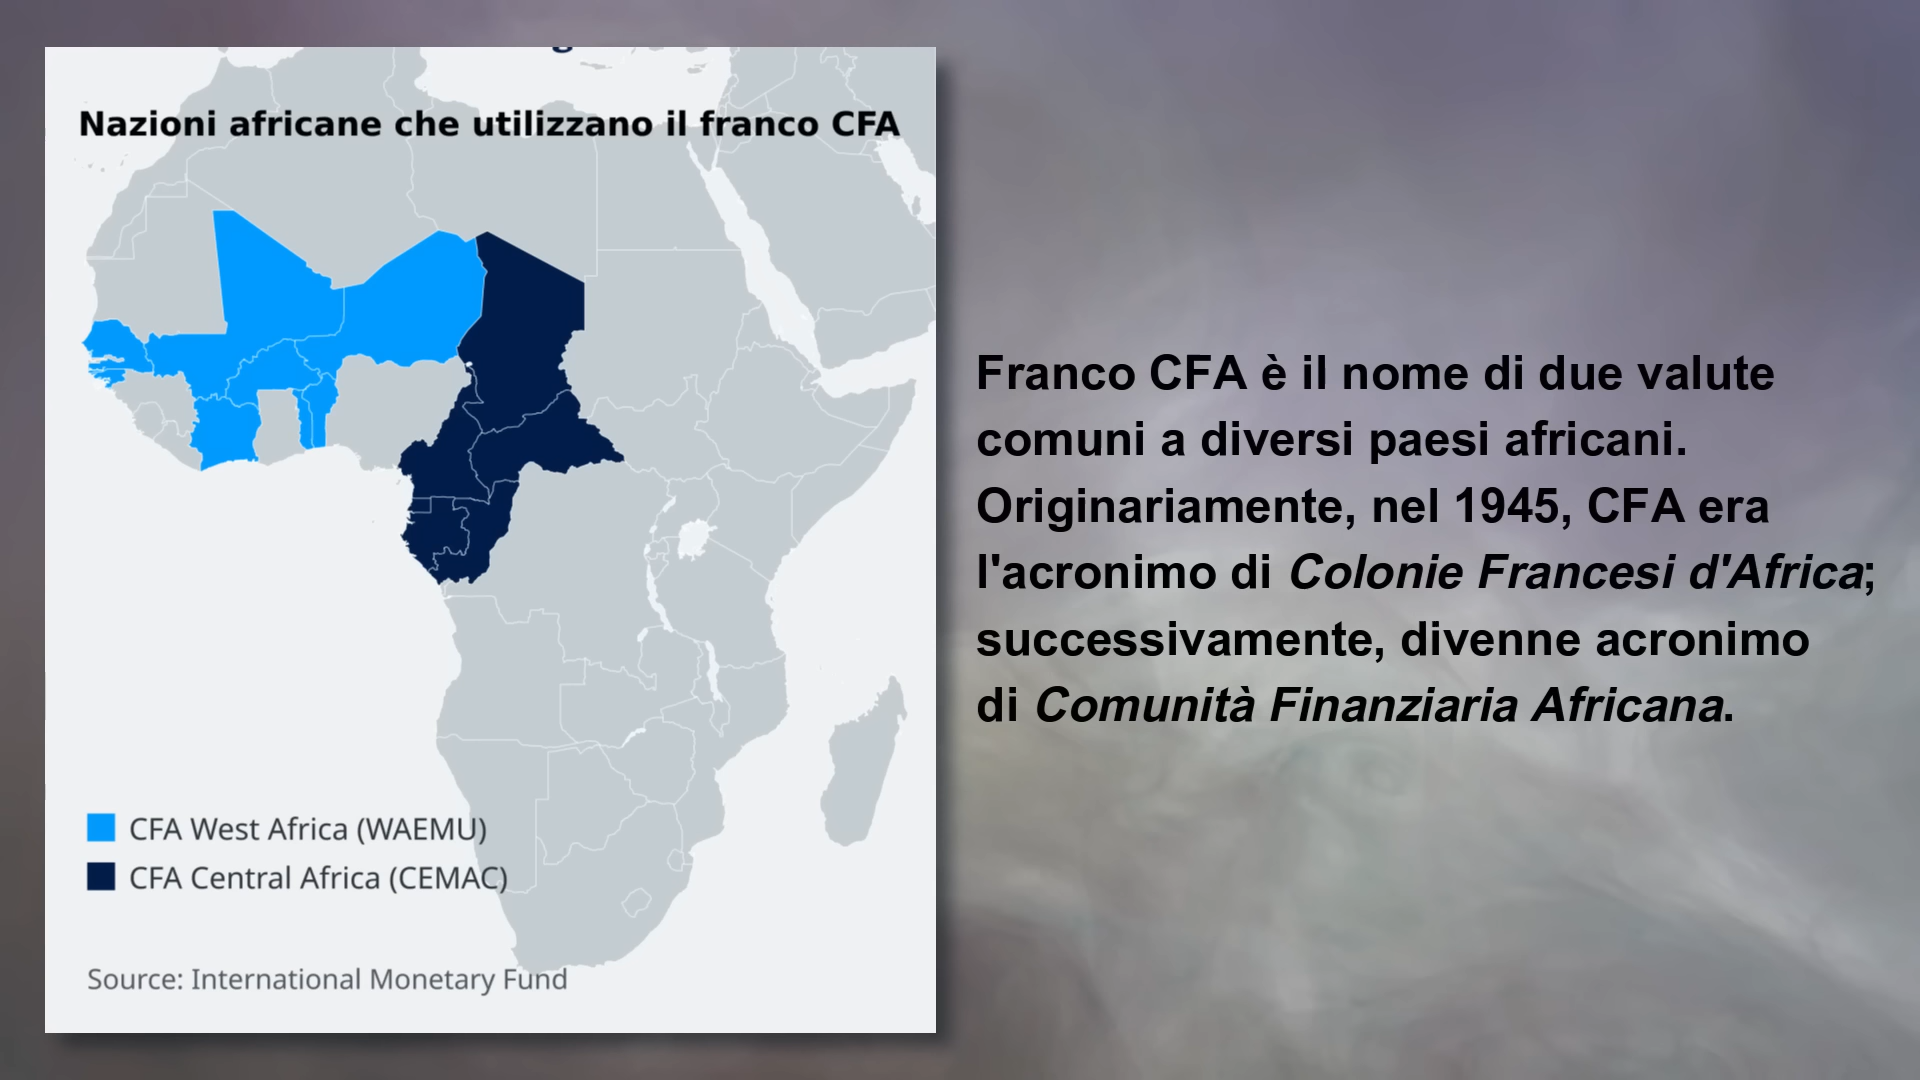 Nazioni africane che utilizzano il franco CFA
CFA West Africa (WAEMU)
CFA Central Africa (CEMAC)
Source: International Monetary Fund
Franco CFA è il nome di due valute
comuni a diversi paesi africani.
Originariamente, nel 1945, CFA era
l'acronimo di Colonie Francesi d'Africa;
successivamente, divenne acronimo
di Comunità Finanziaria Africana.